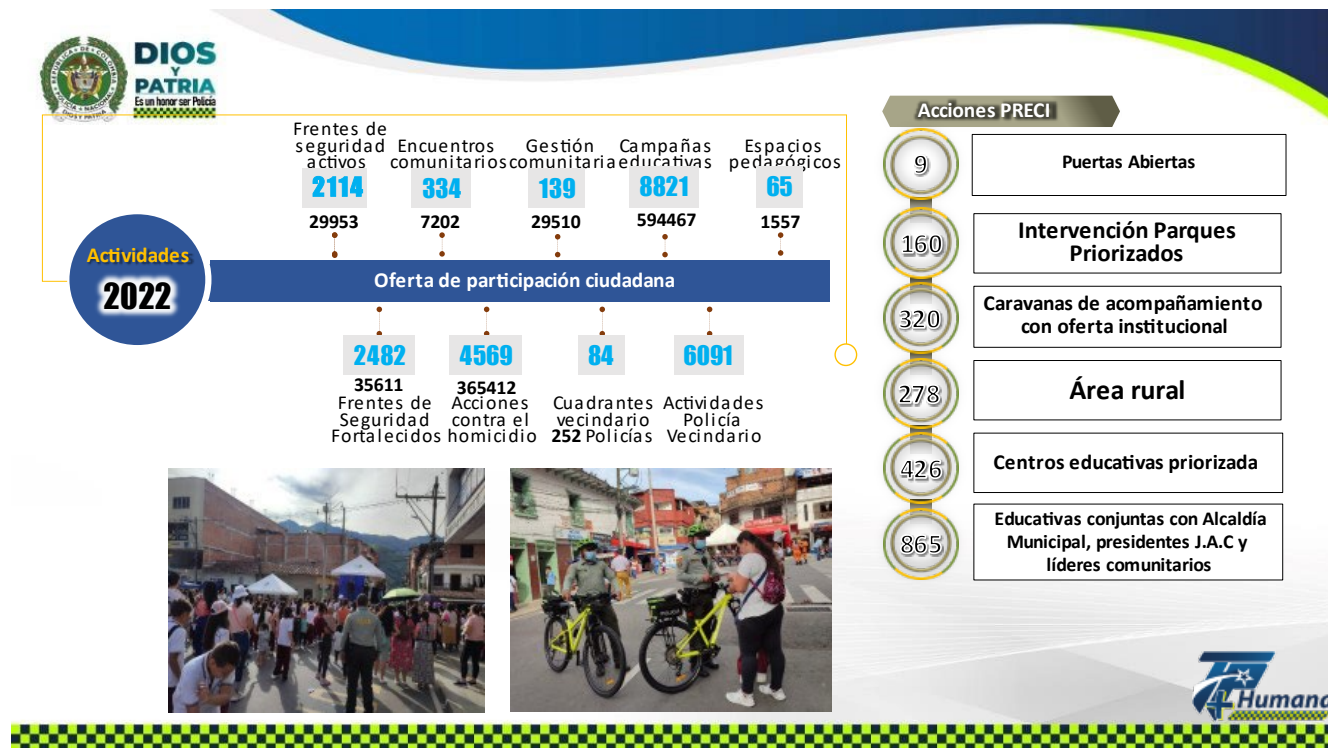 DIOS
Y
PATRIA
Es un honor ser Policía
Frentes de
seguridad
activos
2114
29953
Encuentros
comunitarios
334
7202
Gestión
comunitaria
139
29510
Campañas
educativas
8821
594467
Espacios
pedagógicos
65
1557
Actividades
2022
Oferta de participación ciudadana
2482
35611
Frentes de
Seguridad
Fortalecidos
4569
365412
Acciones
contra el
homicidio
84
Cuadrantes
vecindario
252 Policías
6091
Actividades
Policía
Vecindario
Acciones PRECI
9
Puertas Abiertas
160
Intervención Parques
Priorizados
320
Caravanas de acompañamiento
con oferta institucional
278
Área rural
426
Centros educativas priorizada
865
Educativas conjuntas con Alcaldía
Municipal, presidentes J.A.C y
líderes comunitarios
Humana